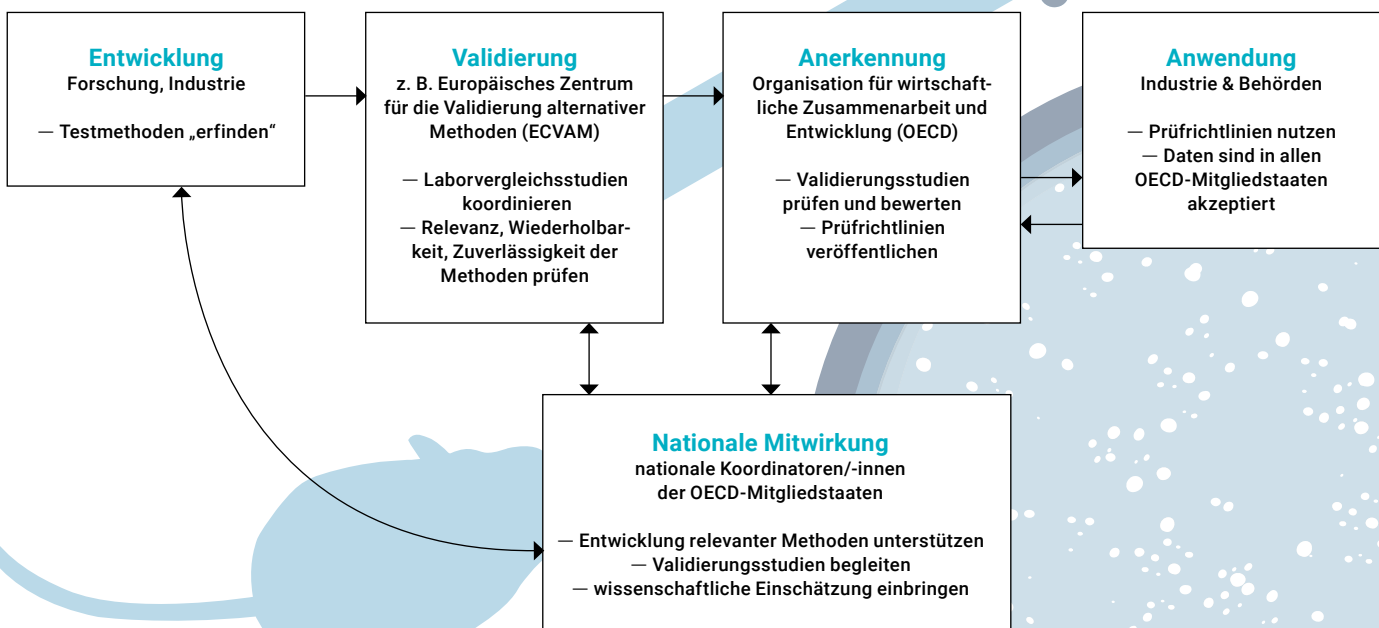 Entwicklung
Forschung, Industrie
— Testmethoden „erfinden“
Validierung
z. B. Europäisches Zentrum
für die Validierung alternativer
Methoden (ECVAM)
— Laborvergleichsstudien
koordinieren
— Relevanz, Wiederholbar-
keit, Zuverlässigkeit der
Methoden prüfen
Anerkennung
Organisation für wirtschaft-
liche Zusammenarbeit und
Entwicklung (OECD)
— Validierungsstudien
prüfen und bewerten
— Prüfrichtlinien
veröffentlichen
Anwendung
Industrie & Behörden
— Prüfrichtlinien nutzen
— Daten sind in allen
OECD-Mitgliedstaaten
akzeptiert
Nationale Mitwirkung
nationale Koordinatoren/-innen
der OECD-Mitgliedstaaten
— Entwicklung relevanter Methoden unterstützen
— Validierungsstudien begleiten
— wissenschaftliche Einschätzung einbringen